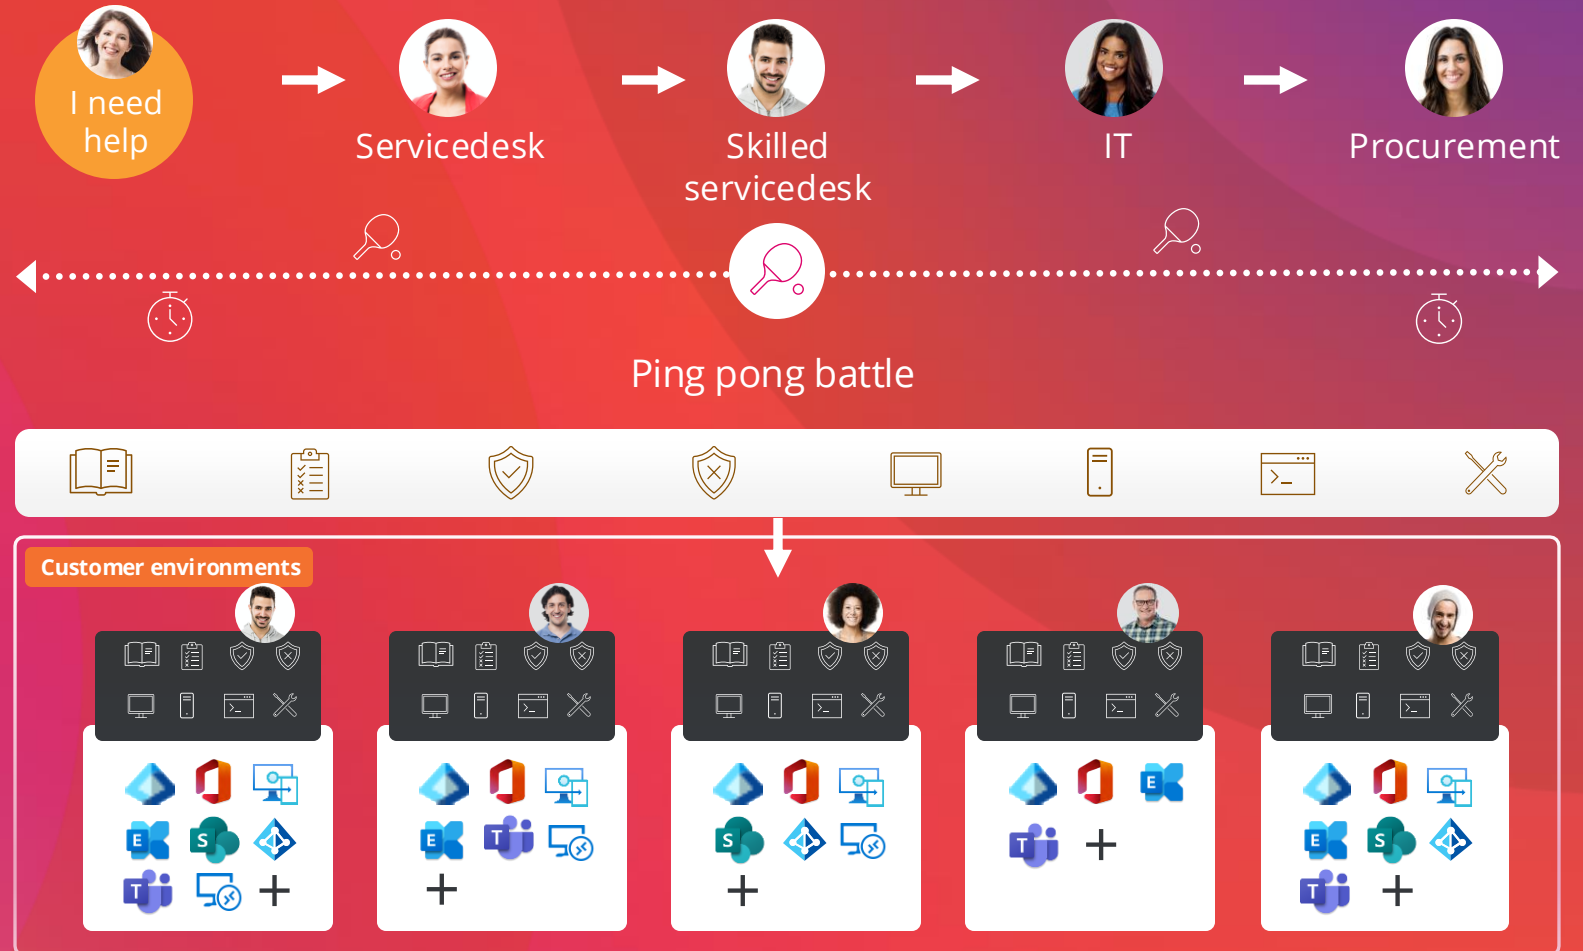 I need
help
Servicedesk
Skilled
servicedesk
IT
Procurement
Ping pong battle
Customer environments
E
S
T
E
T
S
E
T
E
S
T